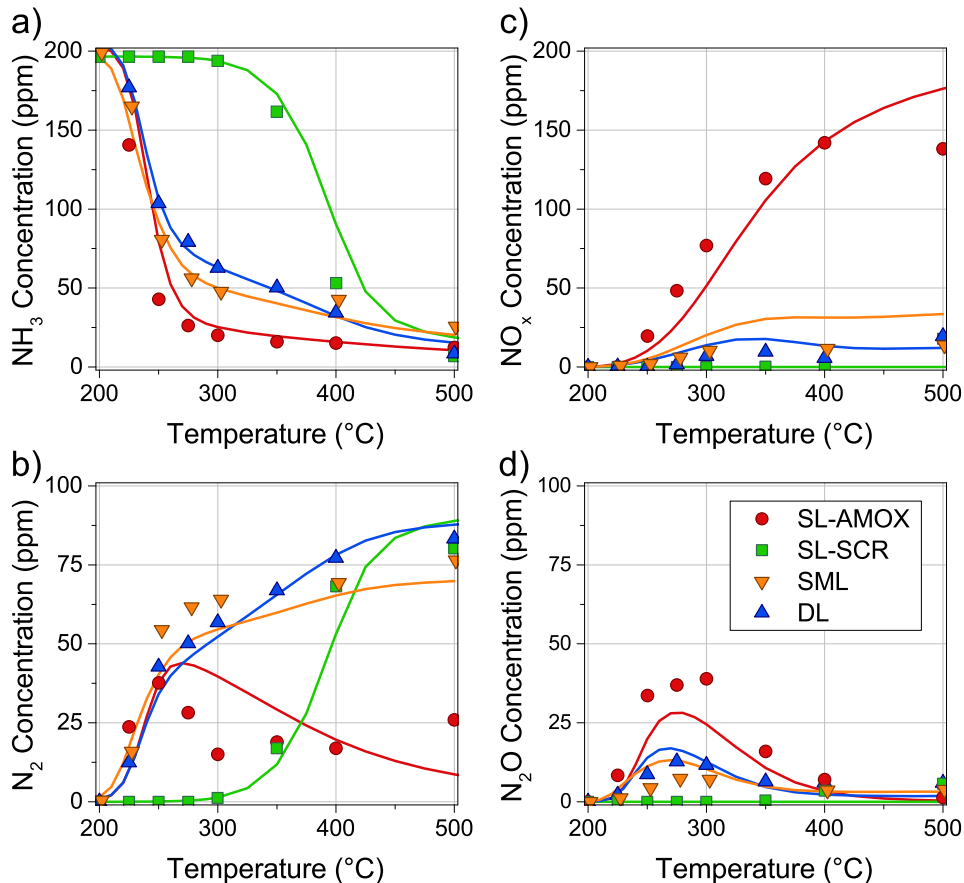 a)
200
150
100
50
0
NH₃ Concentration (ppm)
200 300 400 500
Temperature (°C)
c)
200
150
100
50
0
NOₓ Concentration (ppm)
200 300 400 500
Temperature (°C)
b)
100
75
50
25
0
N₂ Concentration (ppm)
200 300 400 500
Temperature (°C)
d)
100
75
50
25
0
N₂O Concentration (ppm)
SL-AMOX
SL-SCR
SML
DL
200 300 400 500
Temperature (°C)